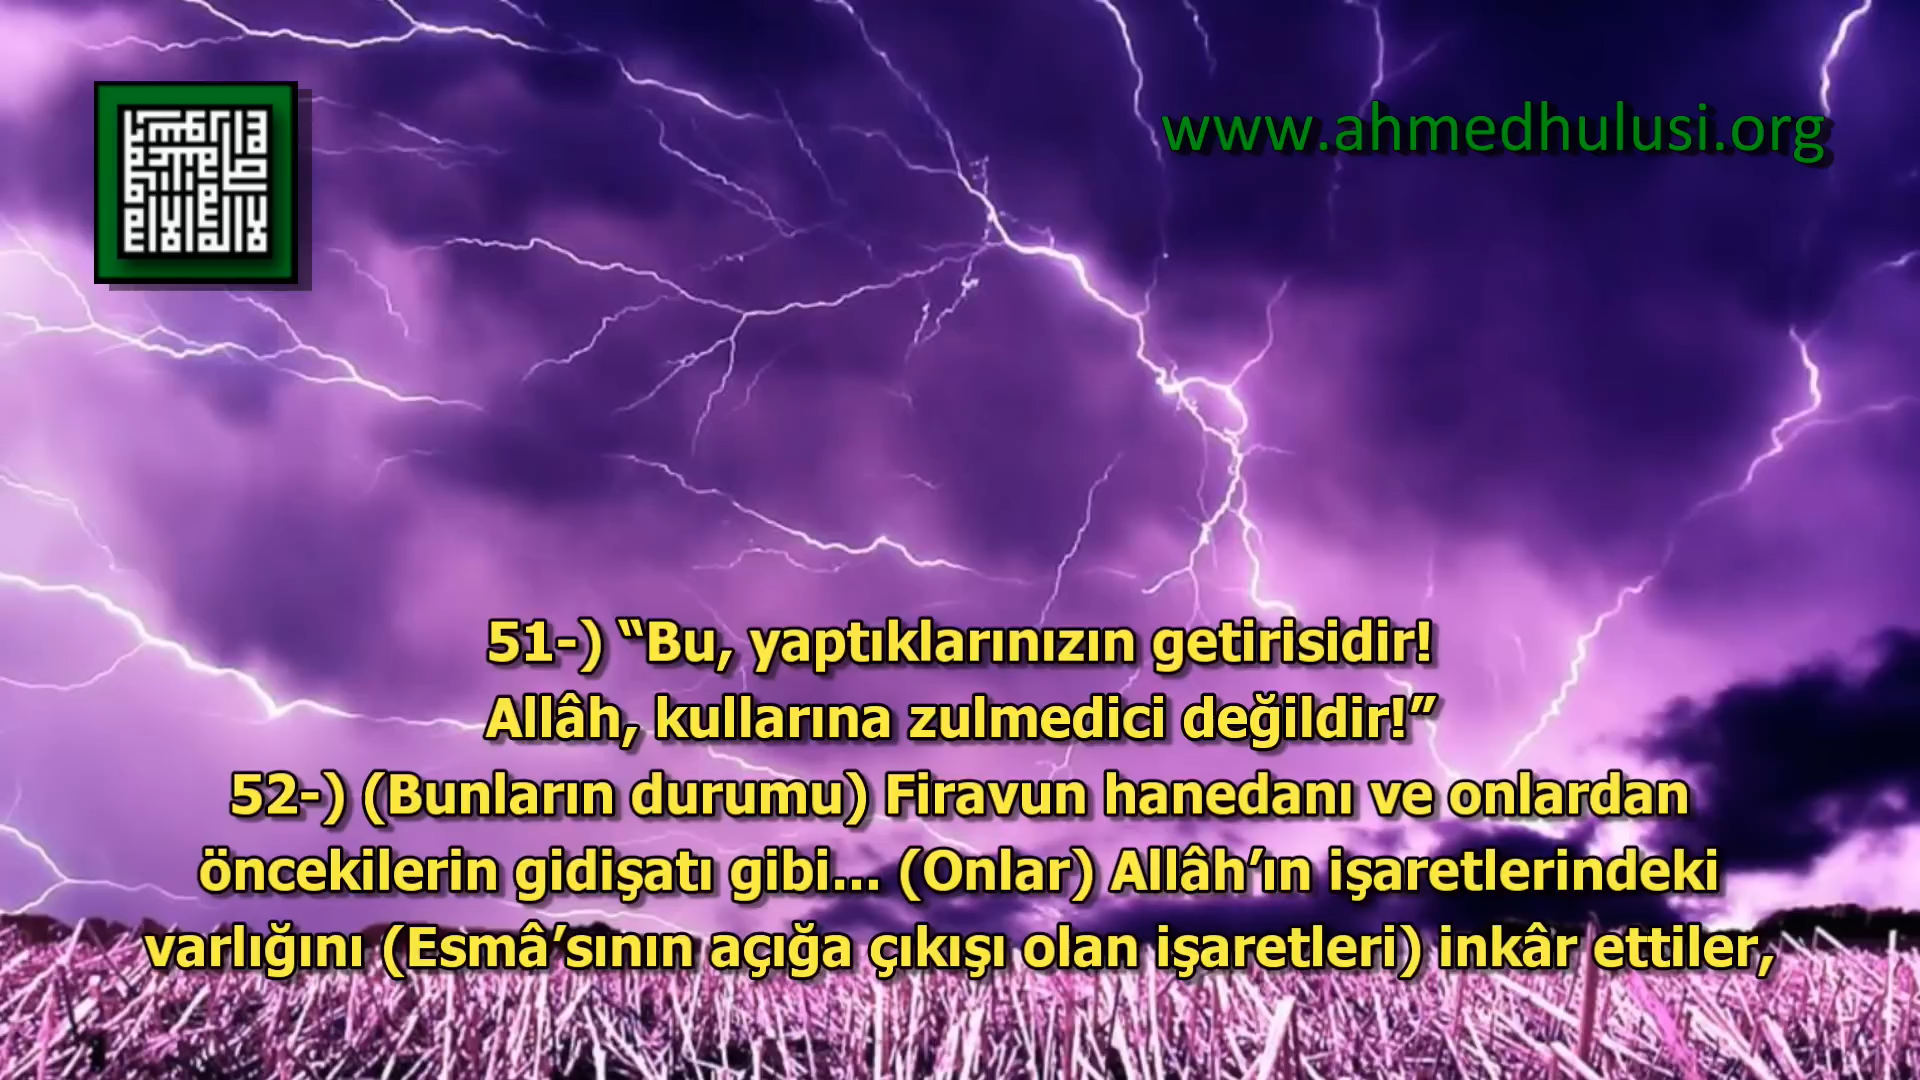 www.ahmedhulusi.org
51-) “Bu, yaptıklarınızın getirisidir!
Allâh, kullarına zulmedici değildir!”
52-) (Bunların durumu) Firavun hanedanı ve onlardan
öncekilerin gidişatı gibi... (Onlar) Allâh’ın işaretlerindeki
varlığını (Esmâ’sının açığa çıkışı olan işaretleri) inkâr ettiler,